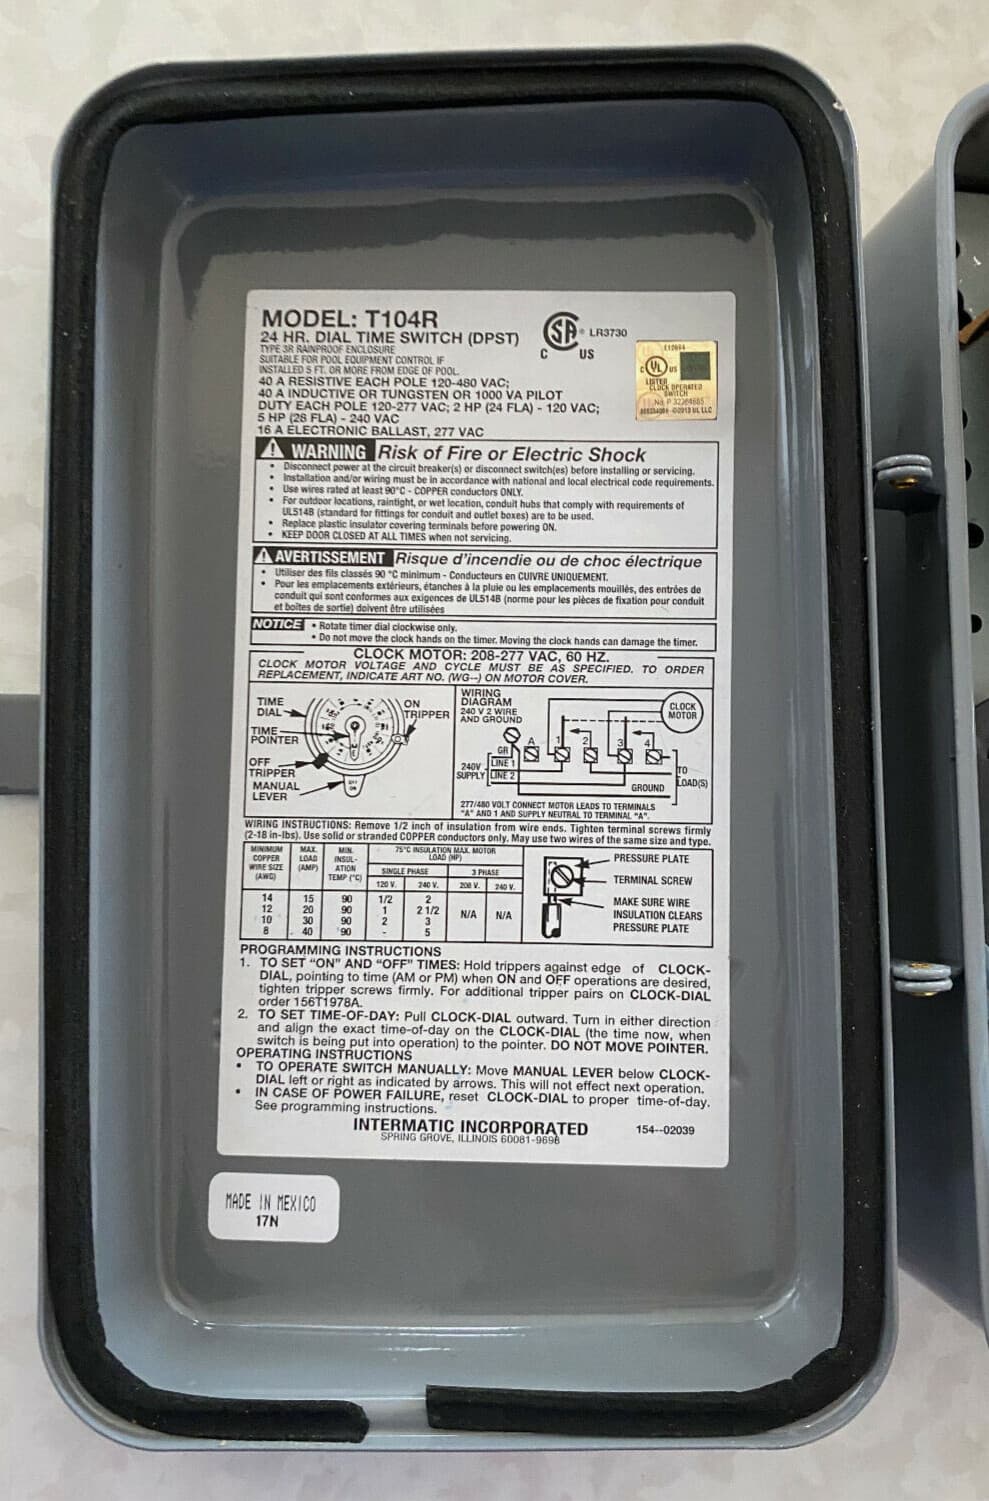 MODEL: T104R
24 HR. DIAL TIME SWITCH (DPST)
TYPE 3R RAINPROOF ENCLOSURE
SUITABLE FOR POOL EQUIPMENT CONTROL IF
INSTALLED 5 FT. OR MORE FROM EDGE OF POOL.
40 A RESISTIVE EACH POLE 120-480 VAC;
40 A INDUCTIVE OR TUNGSTEN OR 1000 VA PILOT
DUTY EACH POLE 120-277 VAC; 2 HP (24 FLA) - 120 VAC;
5 HP (28 FLA) - 240 VAC
16 A ELECTRONIC BALLAST, 277 VAC
SA ® LR3730
C US
C UL US
LISTED
CLOCK OPERATED
SWITCH
©2013 UL LLC
WARNING Risk of Fire or Electric Shock
• Disconnect power at the circuit breaker(s) or disconnect switch(es) before installing or servicing.
• Installation and/or wiring must be in accordance with national and local electrical code requirements.
• Use wires rated at least 90°C - COPPER conductors ONLY.
• For outdoor locations, raintight, or wet location, conduit hubs that comply with requirements of
UL514B (standard for fittings for conduit and outlet boxes) are to be used.
• Replace plastic insulator covering terminals before powering ON.
• KEEP DOOR CLOSED AT ALL TIMES when not servicing.
AVERTISSEMENT Risque d'incendie ou de choc électrique
• Utiliser des fils classés 90 °C minimum - Conducteurs en CUIVRE UNIQUEMENT.
• Pour les emplacements extérieurs, étanches à la pluie ou les emplacements mouillés, des entrées de
conduit qui sont conformes aux exigences de UL514B (norme pour les pièces de fixation pour conduit
et boîtes de sortie) doivent être utilisées
NOTICE • Rotate timer dial clockwise only.
• Do not move the clock hands on the timer. Moving the clock hands can damage the timer.
CLOCK MOTOR: 208-277 VAC, 60 HZ.
CLOCK MOTOR VOLTAGE AND CYCLE MUST BE AS SPECIFIED. TO ORDER
REPLACEMENT, INDICATE ART NO. (WG--) ON MOTOR COVER.
TIME
DIAL
TIME
POINTER
OFF
TRIPPER
MANUAL
LEVER
ON
TRIPPER
OFF
ON
WIRING
DIAGRAM
240 V 2 WIRE
AND GROUND
CLOCK
MOTOR
GR
A 1 2 3 4
240V
SUPPLY
LINE 1
LINE 2
GROUND
TO
LOAD(S)
277/480 VOLT CONNECT MOTOR LEADS TO TERMINALS
"A" AND 1 AND SUPPLY NEUTRAL TO TERMINAL "A".
WIRING INSTRUCTIONS: Remove 1/2 inch of insulation from wire ends. Tighten terminal screws firmly
(2-18 in-lbs). Use solid or stranded COPPER conductors only. May use two wires of the same size and type.
MINIMUM COPPER WIRE SIZE (AWG)
MAX. LOAD (AMP)
MIN. INSUL-ATION TEMP (°C)
75°C INSULATION MAX. MOTOR LOAD (HP)
SINGLE PHASE 3 PHASE
120 V. 240 V. 208 V. 240 V.
14 15 90 1/2 2
12 20 90 1 2 1/2 N/A N/A
10 30 90 2 3
8 40 90 - 5
PRESSURE PLATE
TERMINAL SCREW
MAKE SURE WIRE
INSULATION CLEARS
PRESSURE PLATE
PROGRAMMING INSTRUCTIONS
1. TO SET "ON" AND "OFF" TIMES: Hold trippers against edge of CLOCK-
DIAL, pointing to time (AM or PM) when ON and OFF operations are desired,
tighten tripper screws firmly. For additional tripper pairs on CLOCK-DIAL
order 156T1978A.
2. TO SET TIME-OF-DAY: Pull CLOCK-DIAL outward. Turn in either direction
and align the exact time-of-day on the CLOCK-DIAL (the time now, when
switch is being put into operation) to the pointer. DO NOT MOVE POINTER.
OPERATING INSTRUCTIONS
• TO OPERATE SWITCH MANUALLY: Move MANUAL LEVER below CLOCK-
DIAL left or right as indicated by arrows. This will not effect next operation.
• IN CASE OF POWER FAILURE, reset CLOCK-DIAL to proper time-of-day.
See programming instructions.
INTERMATIC INCORPORATED
SPRING GROVE, ILLINOIS 60081-9698
154--02039
MADE IN MEXICO
17N